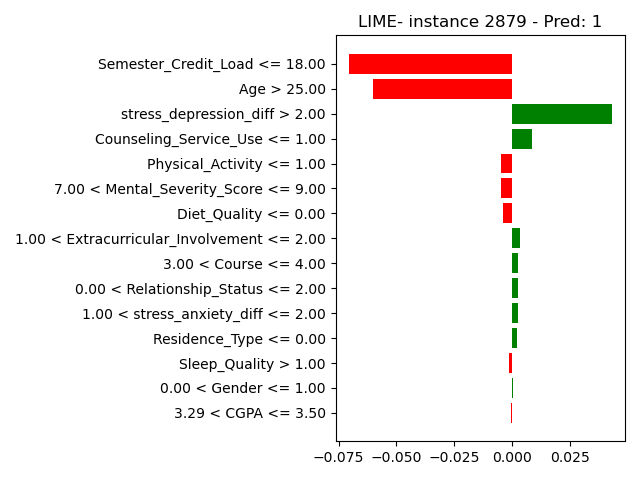 LIME- instance 2879 - Pred: 1
Semester_Credit_Load <= 18.00
Age > 25.00
stress_depression_diff > 2.00
Counseling_Service_Use <= 1.00
Physical_Activity <= 1.00
7.00 < Mental_Severity_Score <= 9.00
Diet_Quality <= 0.00
1.00 < Extracurricular_Involvement <= 2.00
3.00 < Course <= 4.00
0.00 < Relationship_Status <= 2.00
1.00 < stress_anxiety_diff <= 2.00
Residence_Type <= 0.00
Sleep_Quality > 1.00
0.00 < Gender <= 1.00
3.29 < CGPA <= 3.50
−0.075 −0.050 −0.025 0.000 0.025